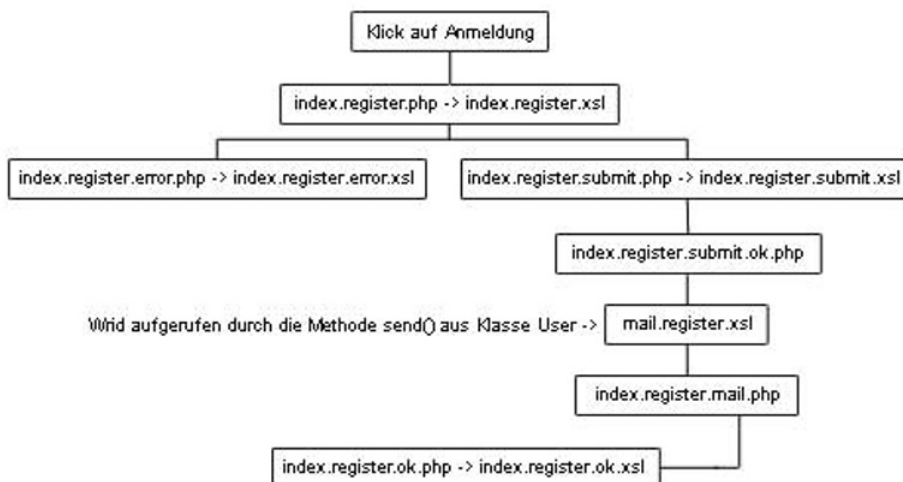 Klick auf Anmeldung
index.register.php -> index.register.xsl
index.register.error.php -> index.register.error.xsl
index.register.submit.php -> index.register.submit.xsl
index.register.submit.ok.php
Wrid aufgerufen durch die Methode send() aus Klasse User ->
mail.register.xsl
index.register.mail.php
index.register.ok.php -> index.register.ok.xsl